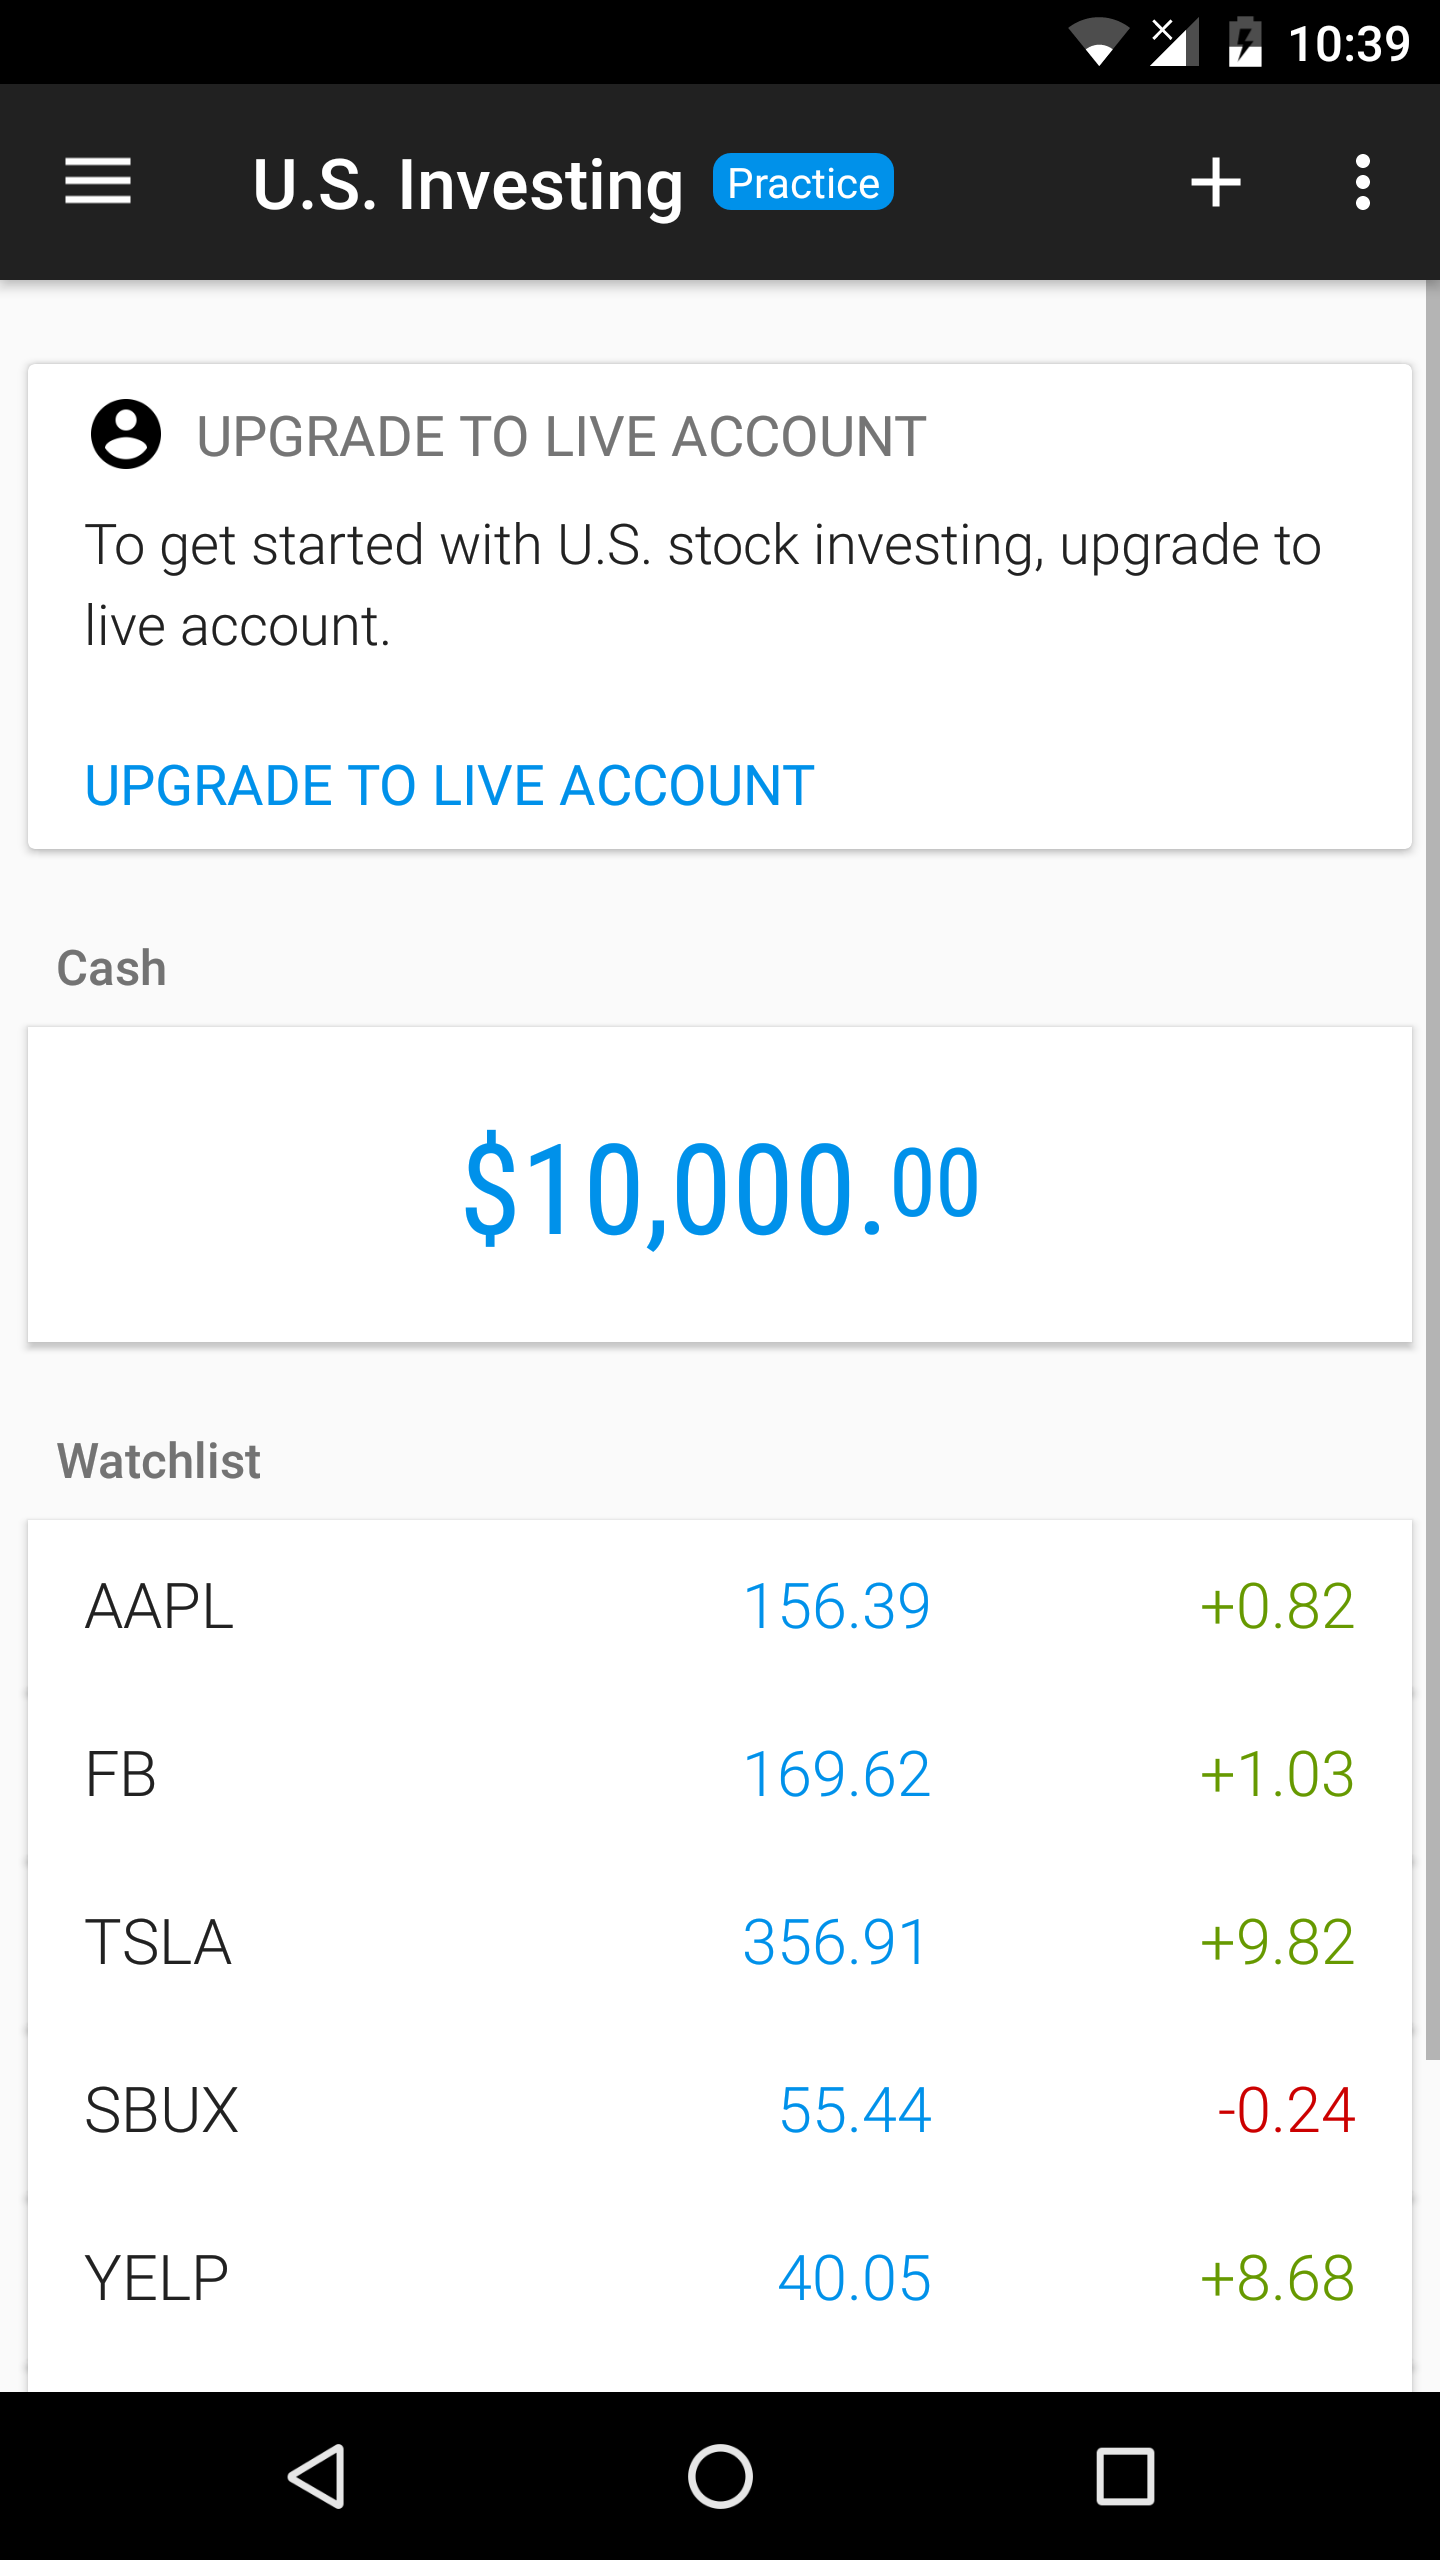 10:39
U.S. Investing Practice
UPGRADE TO LIVE ACCOUNT
To get started with U.S. stock investing, upgrade to
live account.
UPGRADE TO LIVE ACCOUNT
Cash
$10,000.00
Watchlist
AAPL 156.39 +0.82
FB 169.62 +1.03
TSLA 356.91 +9.82
SBUX 55.44 -0.24
YELP 40.05 +8.68